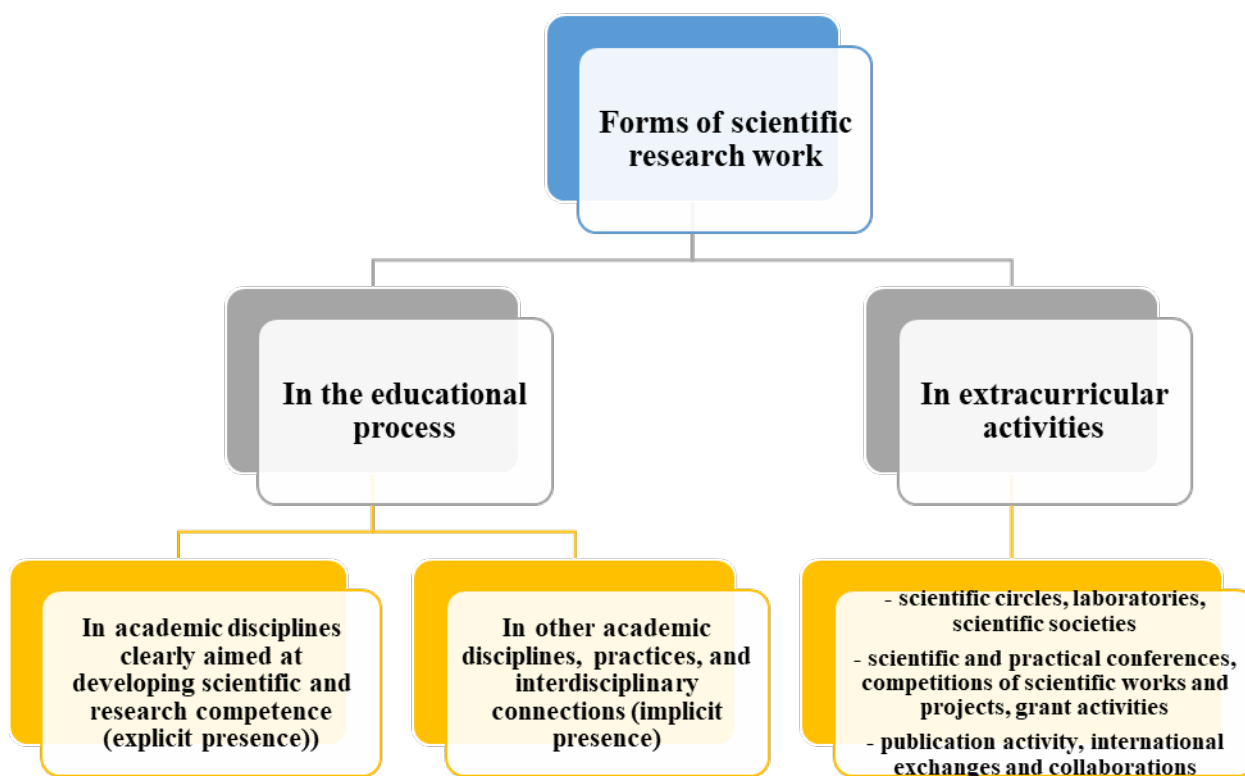 Forms of scientific
research work
In the educational
process
In extracurricular
activities
In academic disciplines
clearly aimed at
developing scientific and
research competence
(explicit presence))
In other academic
disciplines, practices, and
interdisciplinary
connections (implicit
presence)
- scientific circles, laboratories,
scientific societies
- scientific and practical conferences,
competitions of scientific works and
projects, grant activities
- publication activity, international
exchanges and collaborations